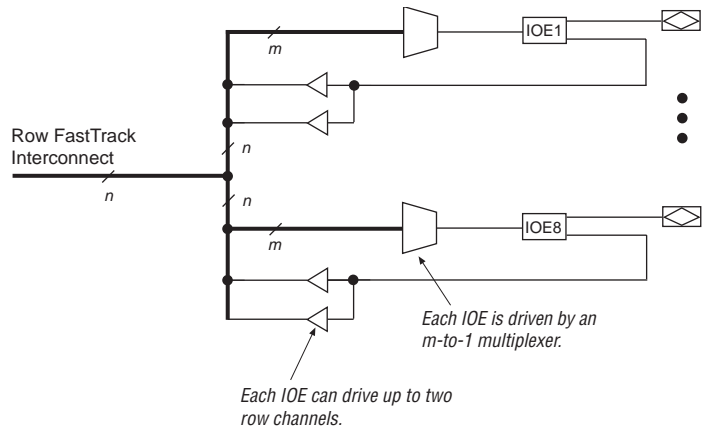 m
IOE1
n
Row FastTrack
Interconnect
n
n
m
IOE8
Each IOE is driven by an
m-to-1 multiplexer.
Each IOE can drive up to two
row channels.